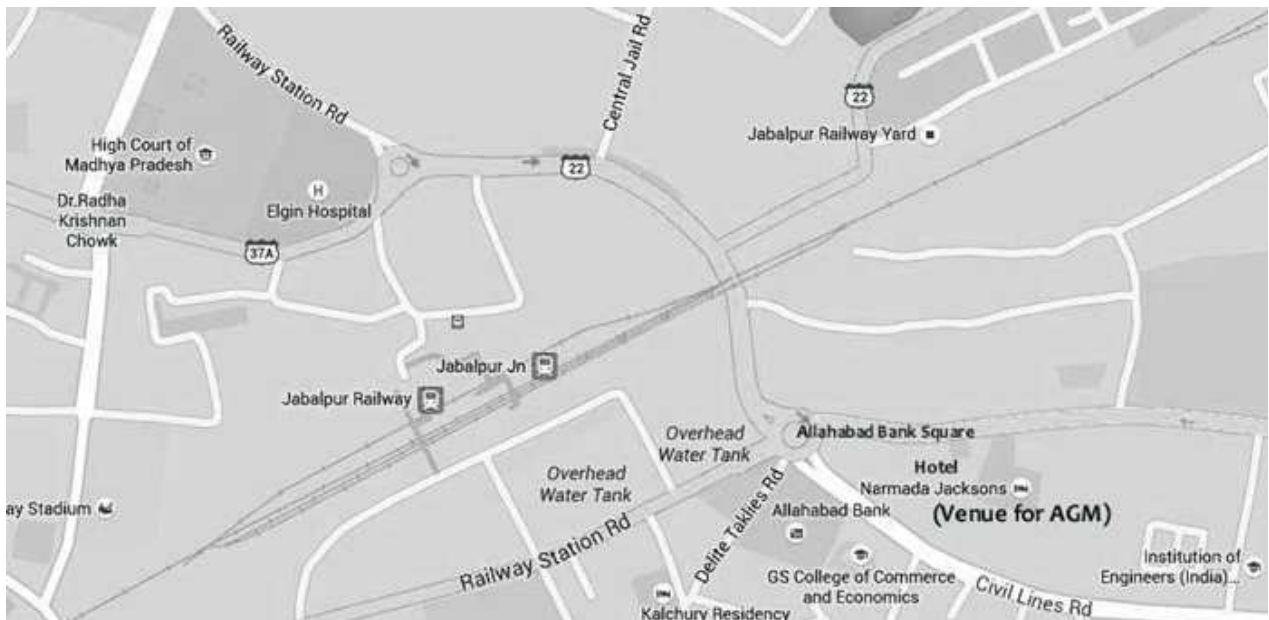 Railway Station Rd
Central Jail Rd
22
Jabalpur Railway Yard
High Court of
Madhya Pradesh
22
H
Elgin Hospital
Dr.Radha
Krishnan
Chowk
37A
Jabalpur Jn
Jabalpur Railway
Overhead
Water Tank
Allahabad Bank Square
Overhead
Water Tank
Hotel
Narmada Jacksons
(Venue for AGM)
ay Stadium
Allahabad Bank
Delite Taklies Rd
Railway Station Rd
GS College of Commerce
and Economics
Institution of
Engineers (India)...
Civil Lines Rd
Kalchury Residency